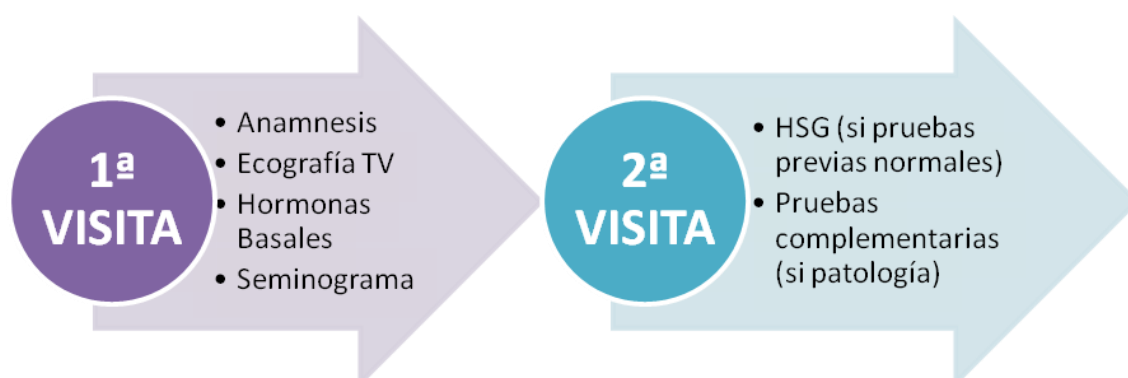 1ª
VISITA
• Anamnesis
• Ecografía TV
• Hormonas
Basales
• Seminograma
2ª
VISITA
• HSG (si pruebas
previas normales)
• Pruebas
complementarias
(si patología)